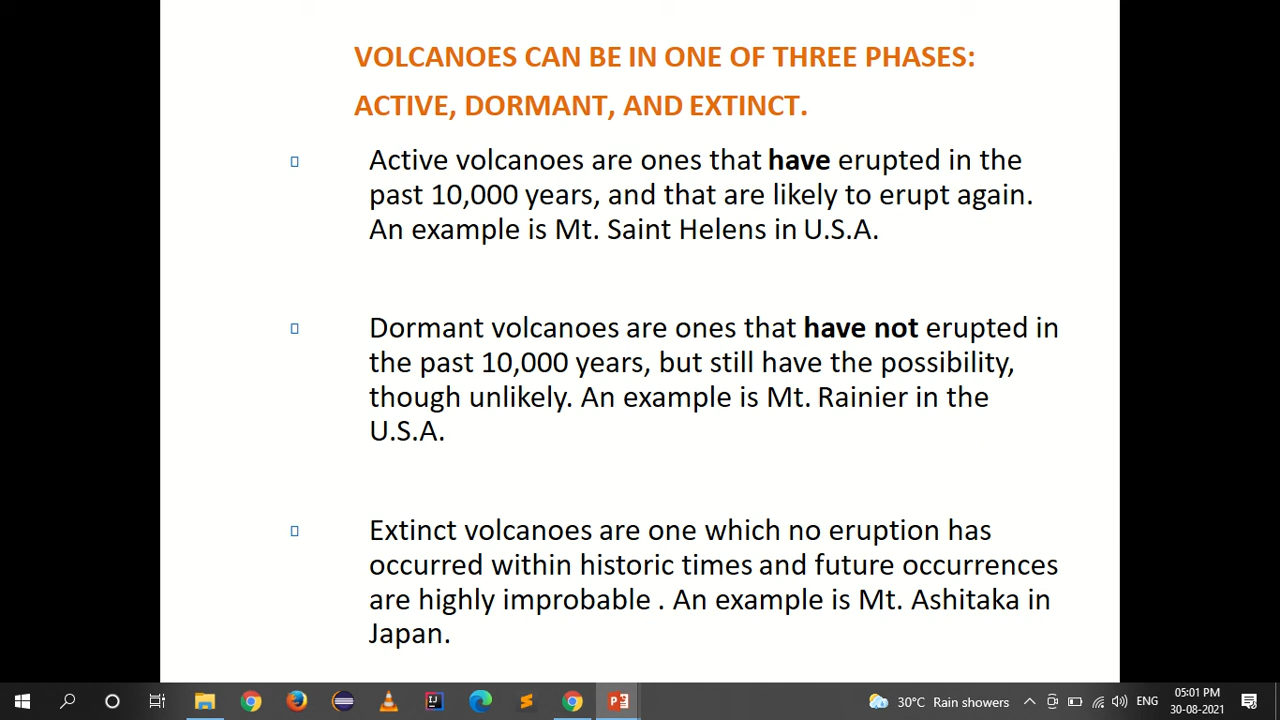 VOLCANOES CAN BE IN ONE OF THREE PHASES:
ACTIVE, DORMANT, AND EXTINCT.
Active volcanoes are ones that have erupted in the
past 10,000 years, and that are likely to erupt again.
An example is Mt. Saint Helens in U.S.A.
Dormant volcanoes are ones that have not erupted in
the past 10,000 years, but still have the possibility,
though unlikely. An example is Mt. Rainier in the
U.S.A.
Extinct volcanoes are one which no eruption has
occurred within historic times and future occurrences
are highly improbable . An example is Mt. Ashitaka in
Japan.
30°C Rain showers
ENG
05:01 PM
30-08-2021